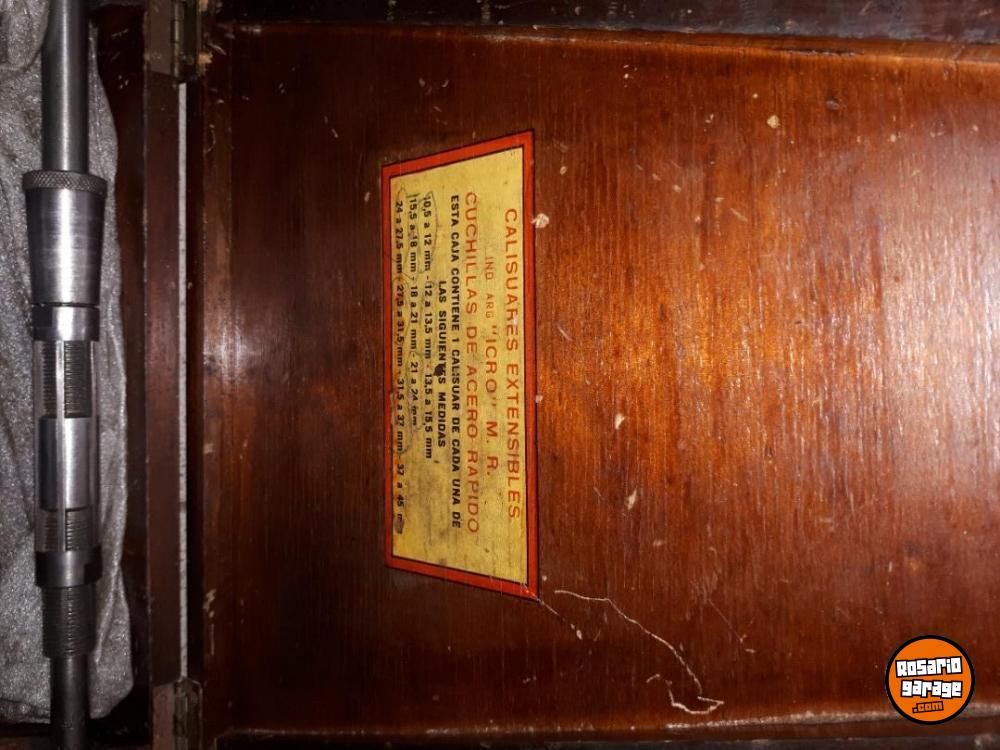 CALISUARES EXTENSIBLES
IND ARG "ICRO" M. R.
CUCHILLAS DE ACERO RAPIDO
ESTA CAJA CONTIENE 1 CALISUAR DE CADA UNA DE
LAS SIGUIENTES MEDIDAS
10,5 a 12 mm - 12 a 13,5 mm - 13,5 a 15,5 mm
15,5 a 18 mm - 18 a 21 mm - 21 a 24 mm
24 a 27,5 mm - 27,5 a 31,5 mm - 31,5 a 37 mm - 37 a 45 m
Rosario
garage
.com